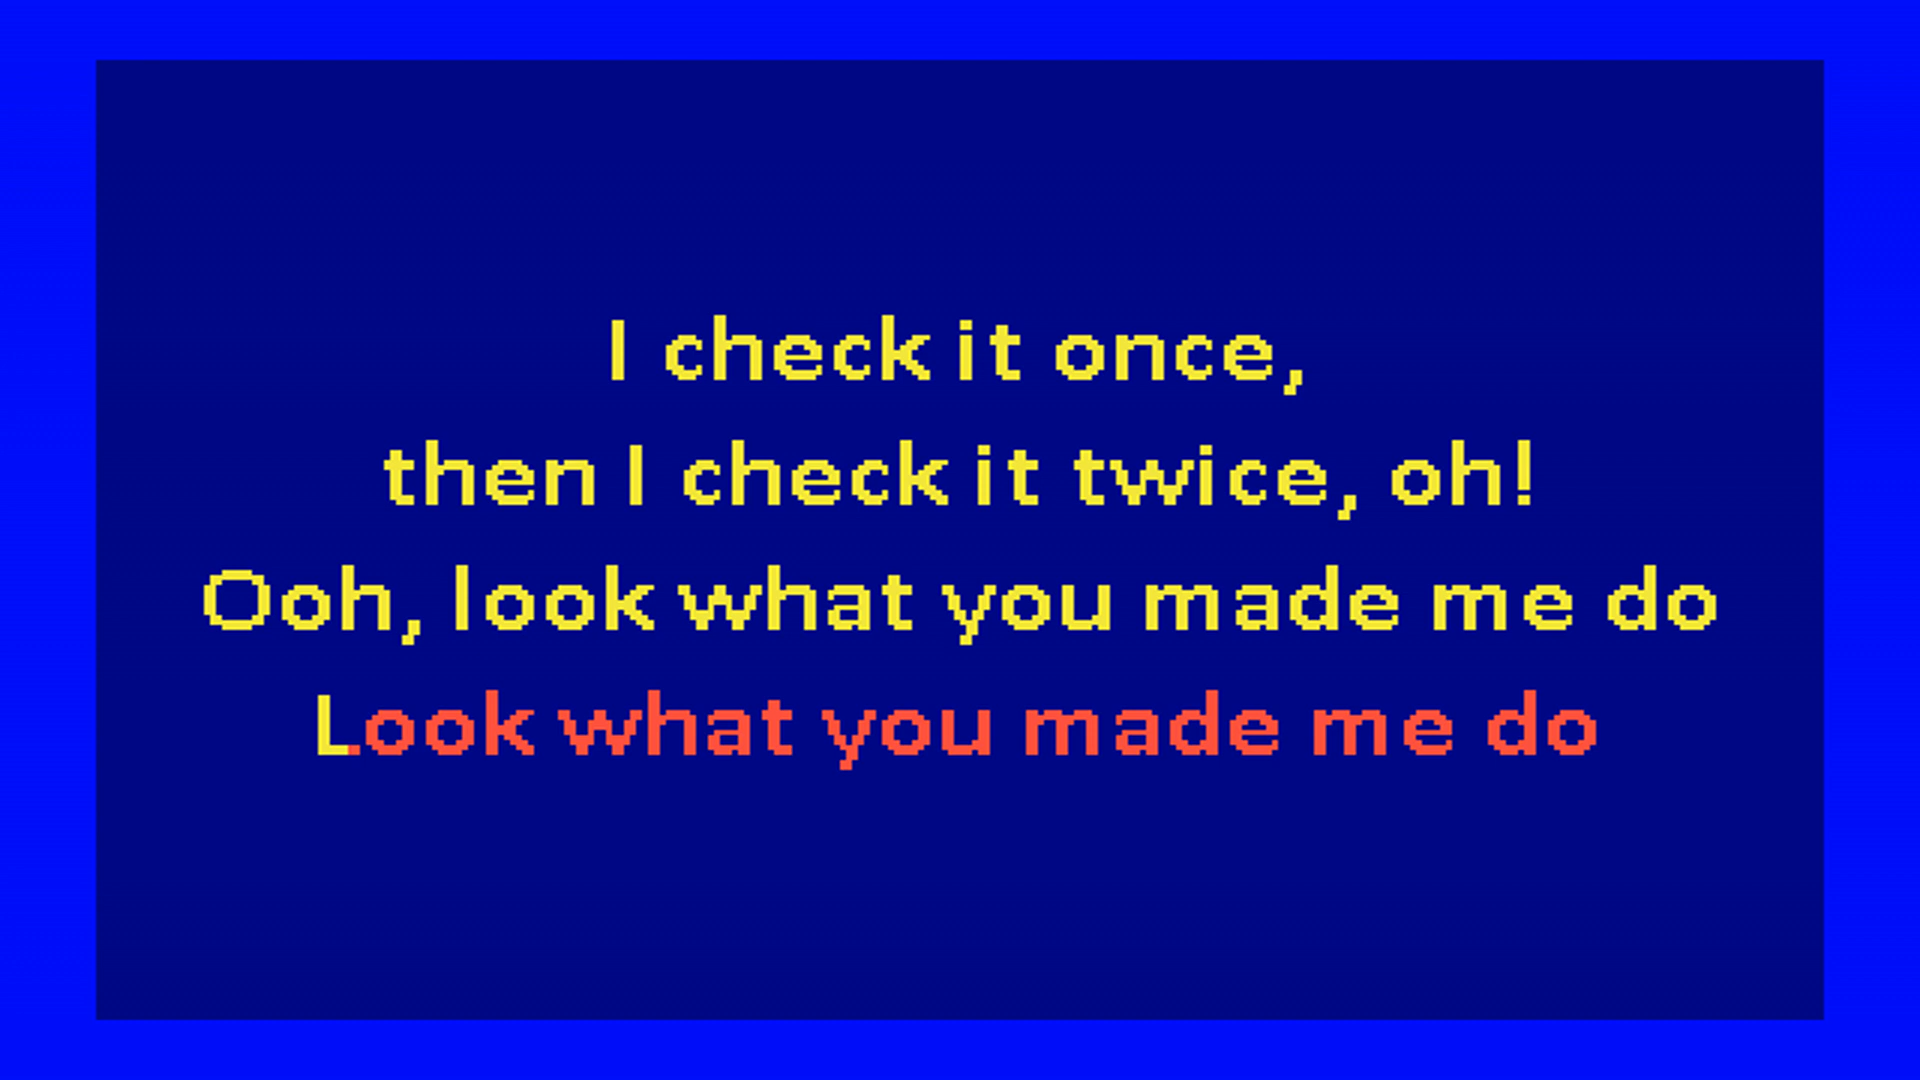 I check it once,
then I check it twice, oh!
Ooh, look what you made me do
Look what you made me do